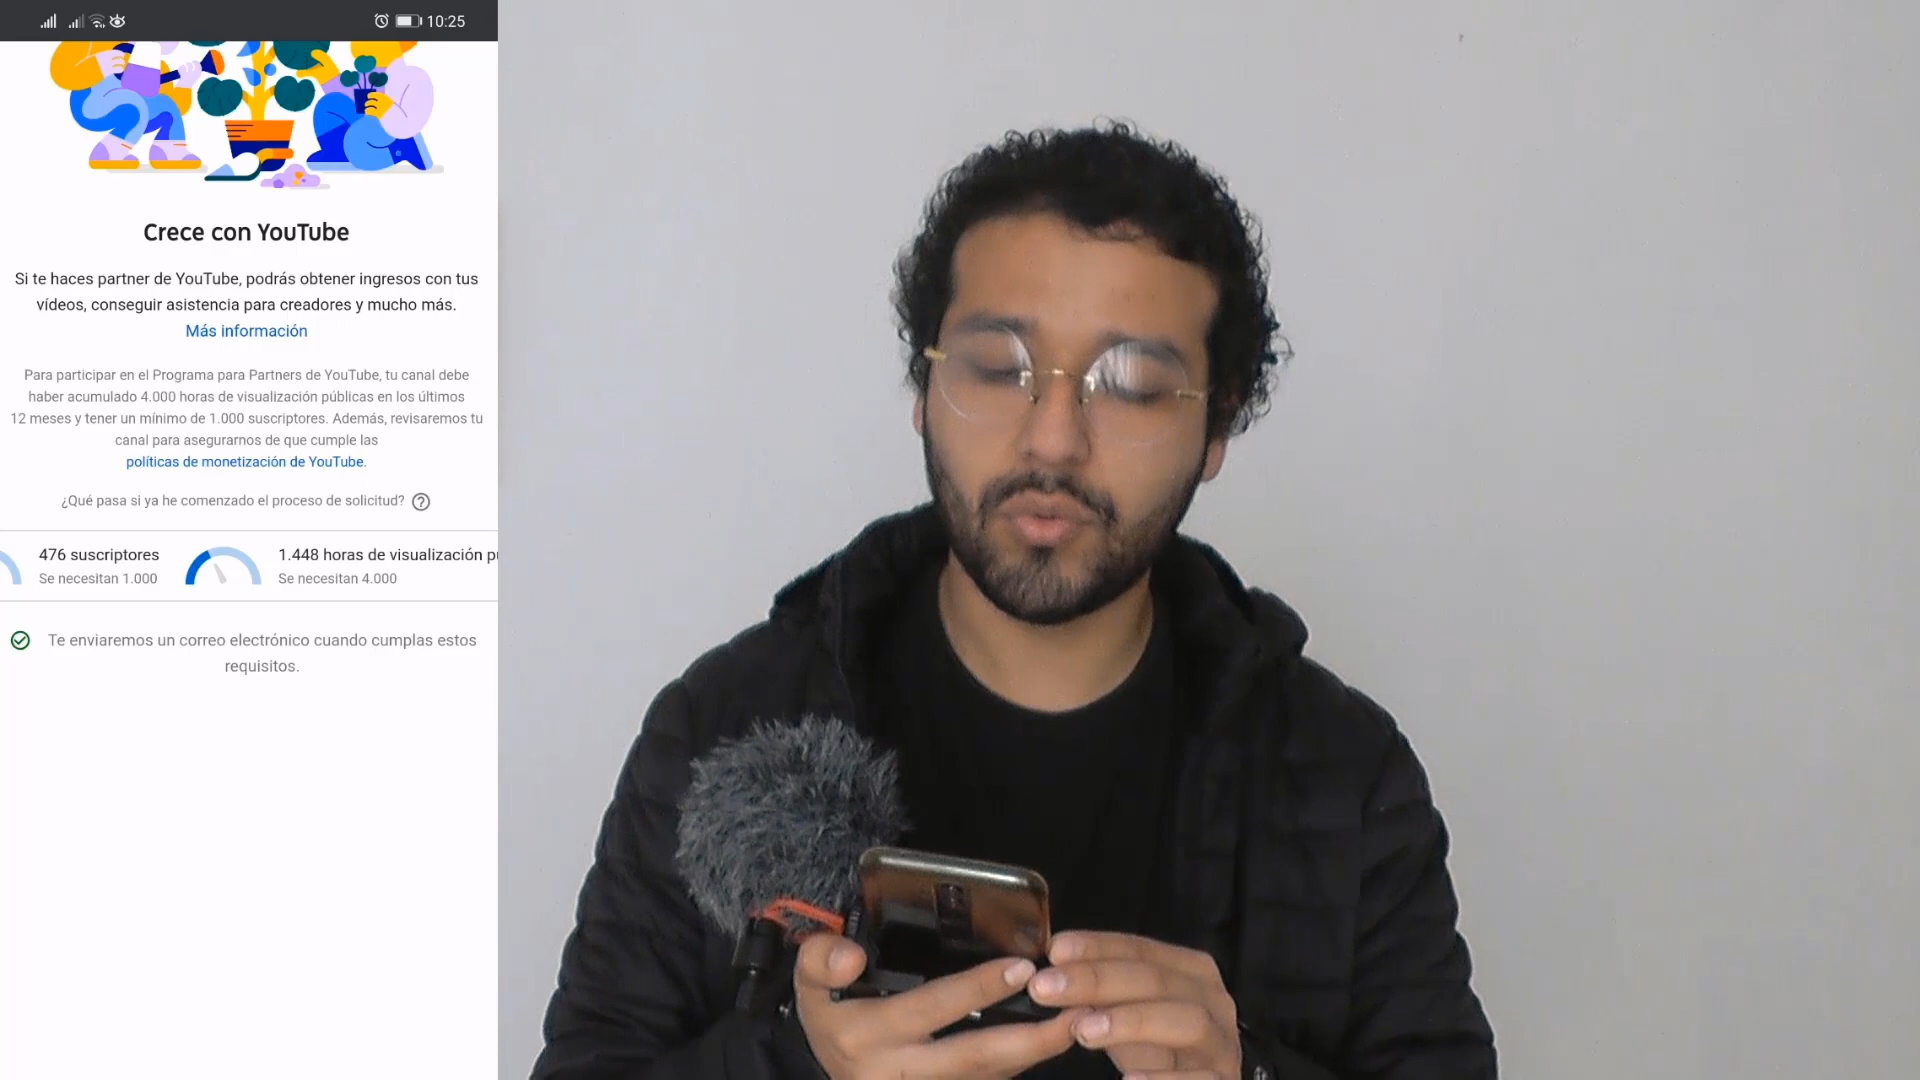 10:25
Crece con YouTube
Si te haces partner de YouTube, podrás obtener ingresos con tus
vídeos, conseguir asistencia para creadores y mucho más.
Más información
Para participar en el Programa para Partners de YouTube, tu canal debe
haber acumulado 4.000 horas de visualización públicas en los últimos
12 meses y tener un mínimo de 1.000 suscriptores. Además, revisaremos tu
canal para asegurarnos de que cumple las
políticas de monetización de YouTube.
¿Qué pasa si ya he comenzado el proceso de solicitud? ?
476 suscriptores
Se necesitan 1.000
1.448 horas de visualización
Se necesitan 4.000
Te enviaremos un correo electrónico cuando cumplas estos
requisitos.